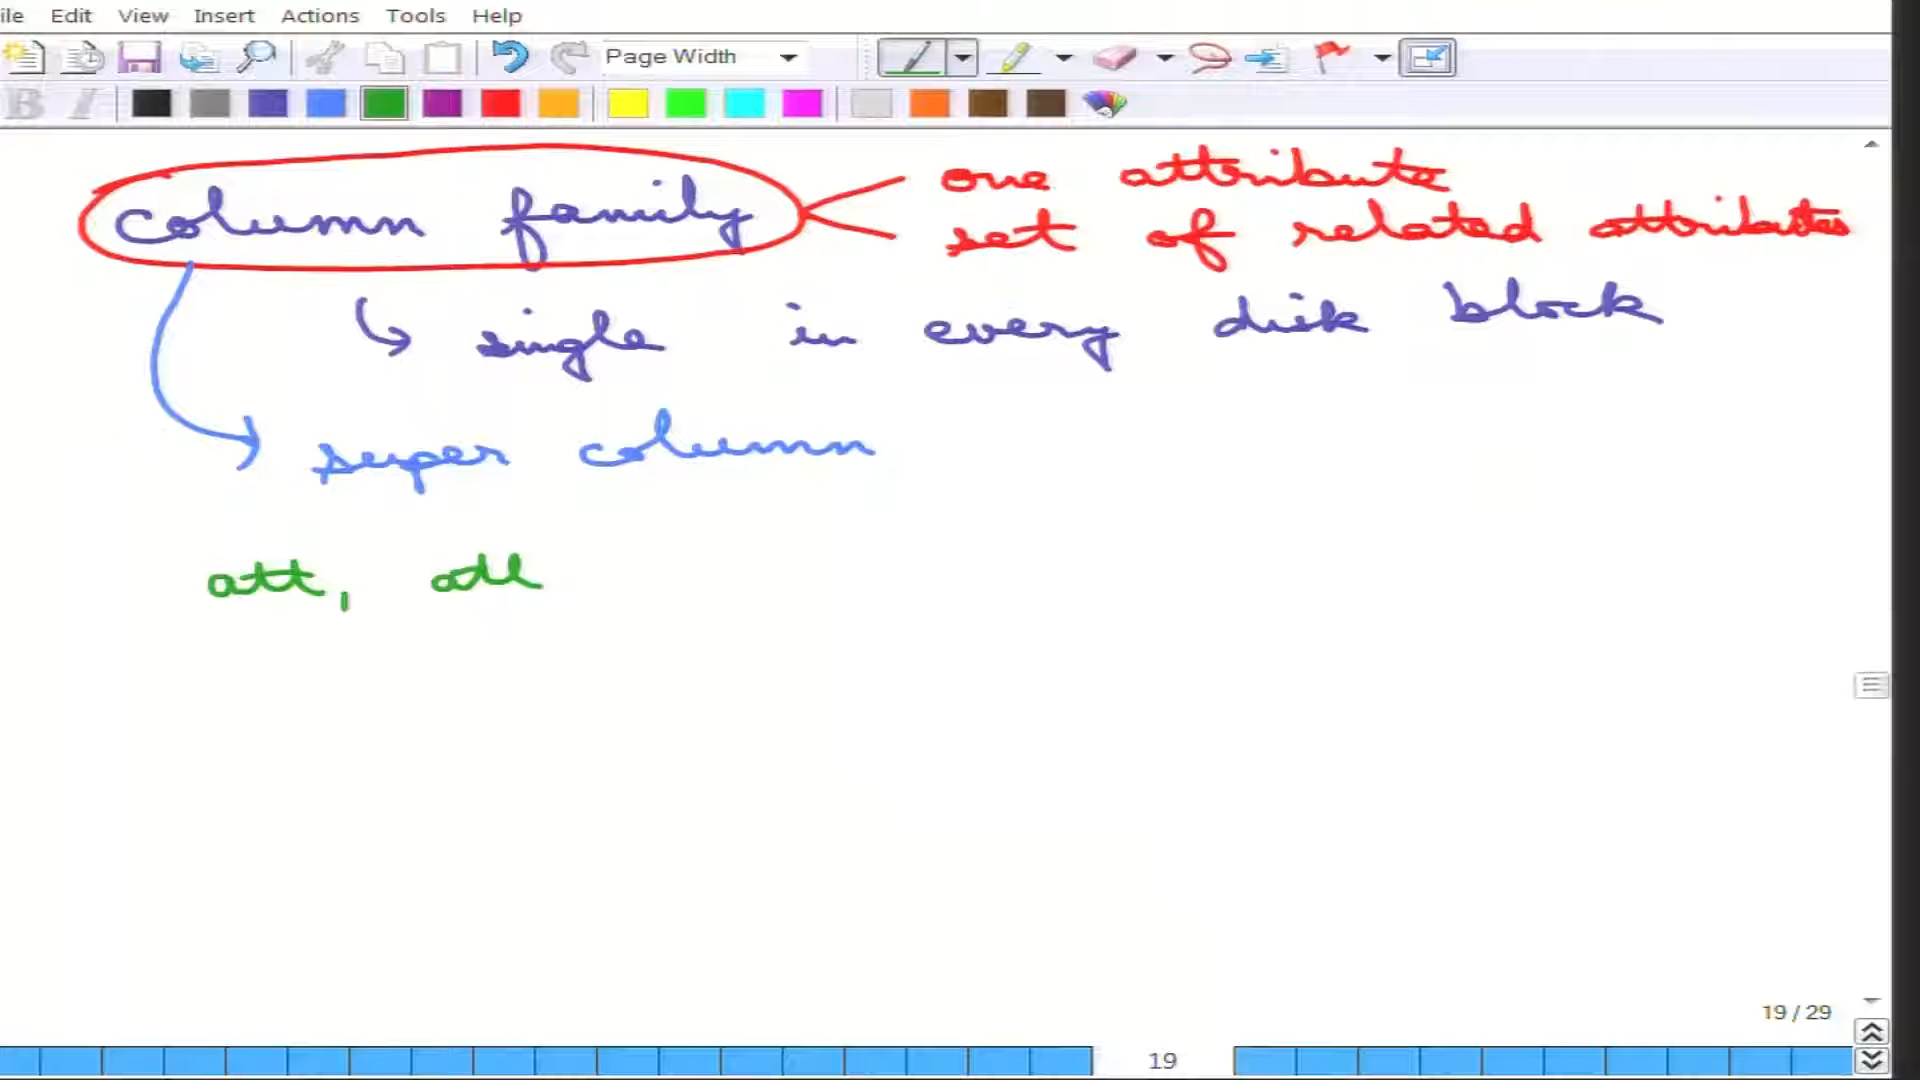 ile Edit View Insert Actions Tools Help
Page Width
B I
column family
one attribute
set of related attributes
↳ single in every disk block
super column
att, att
19 / 29
19